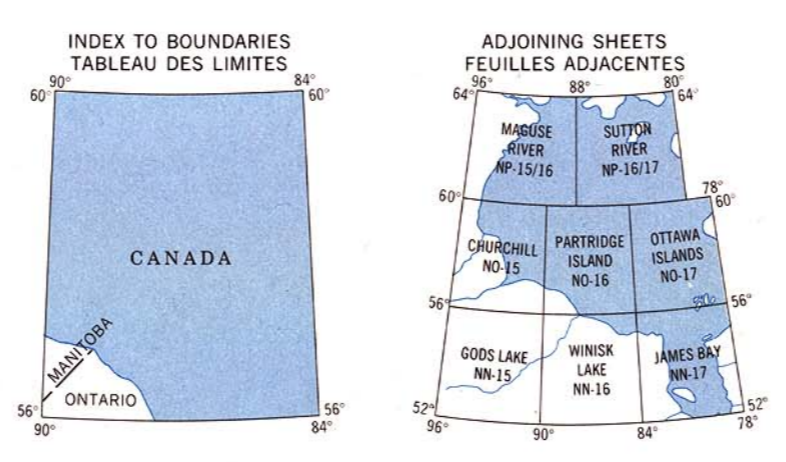 INDEX TO BOUNDARIES
TABLEAU DES LIMITES
90°
84°
60°
60°
CANADA
MANITOBA
ONTARIO
56°
56°
90°
84°
ADJOINING SHEETS
FEUILLES ADJACENTES
96°
88°
80°
64°
64°
MAGUSE
RIVER
NP-15/16
SUTTON
RIVER
NP-16/17
78°
60°
60°
CHURCHILL
NO-15
PARTRIDGE
ISLAND
NO-16
OTTAWA
ISLANDS
NO-17
56°
56°
GODS LAKE
NN-15
WINISK
LAKE
NN-16
JAMES BAY
NN-17
52°
52°
96°
90°
84°
78°